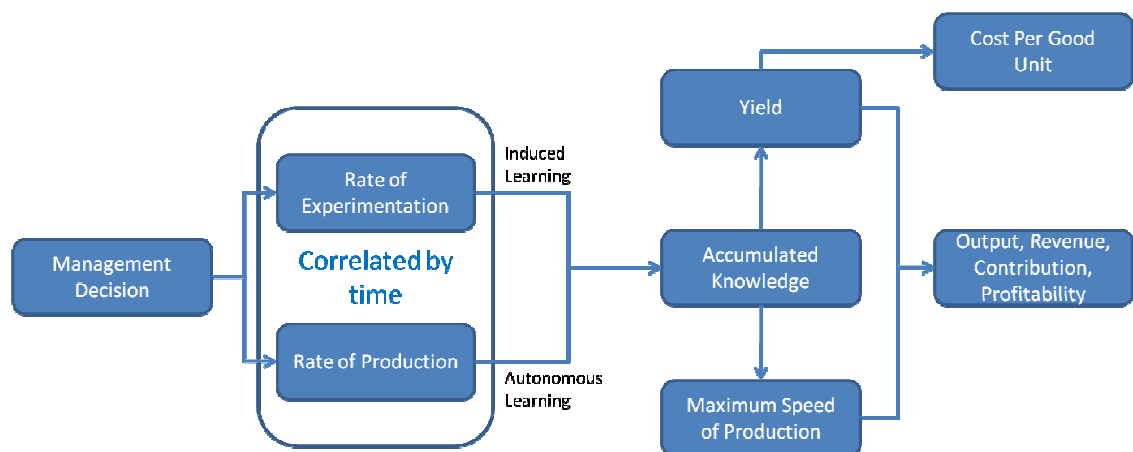 Management
Decision
Rate of
Experimentation
Correlated by
time
Rate of Production
Induced
Learning
Autonomous
Learning
Accumulated
Knowledge
Yield
Maximum Speed
of Production
Cost Per Good
Unit
Output, Revenue,
Contribution,
Profitability